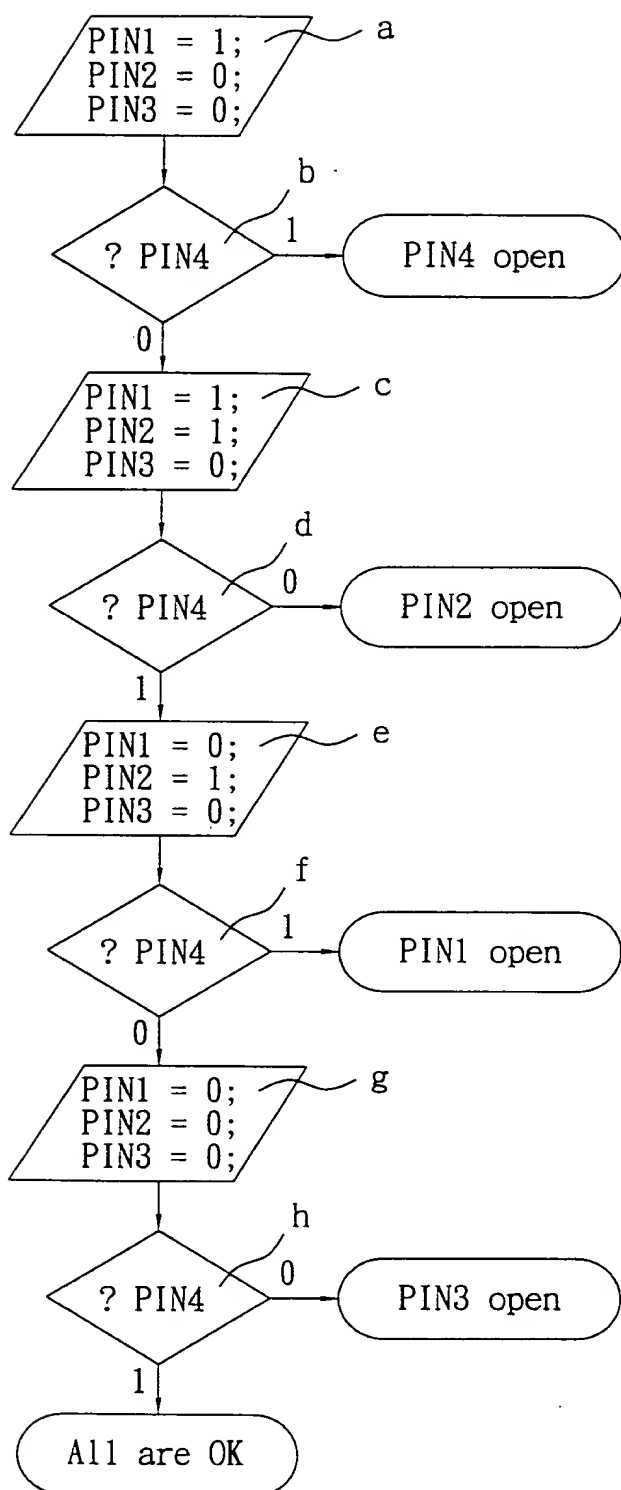 PIN1 = 1;
PIN2 = 0;
PIN3 = 0;
a
b
? PIN4
1
PIN4 open
0
PIN1 = 1;
PIN2 = 1;
PIN3 = 0;
c
d
? PIN4
0
PIN2 open
1
PIN1 = 0;
PIN2 = 1;
PIN3 = 0;
e
f
? PIN4
1
PIN1 open
0
PIN1 = 0;
PIN2 = 0;
PIN3 = 0;
g
h
? PIN4
0
PIN3 open
1
All are OK